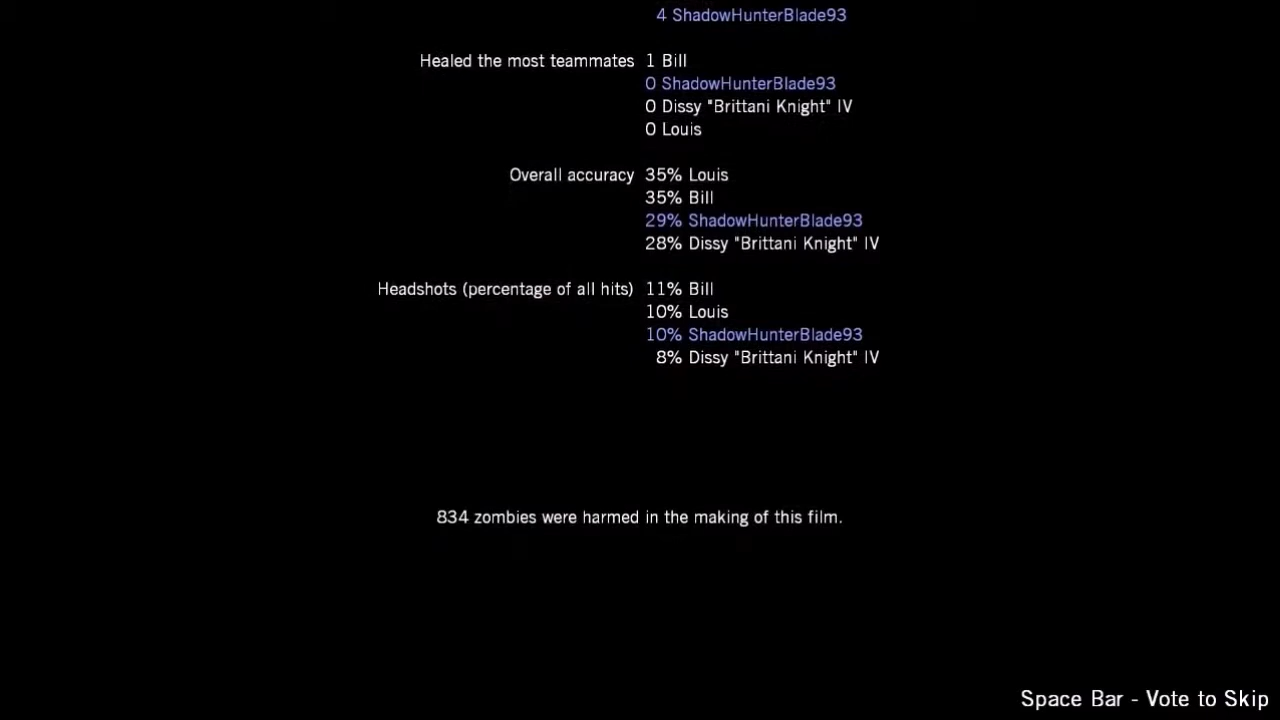 4 ShadowHunterBlade93
Healed the most teammates 1 Bill
0 ShadowHunterBlade93
0 Dissy "Brittani Knight" IV
0 Louis
Overall accuracy 35% Louis
35% Bill
29% ShadowHunterBlade93
28% Dissy "Brittani Knight" IV
Headshots (percentage of all hits) 11% Bill
10% Louis
10% ShadowHunterBlade93
8% Dissy "Brittani Knight" IV
834 zombies were harmed in the making of this film.
Space Bar - Vote to Skip